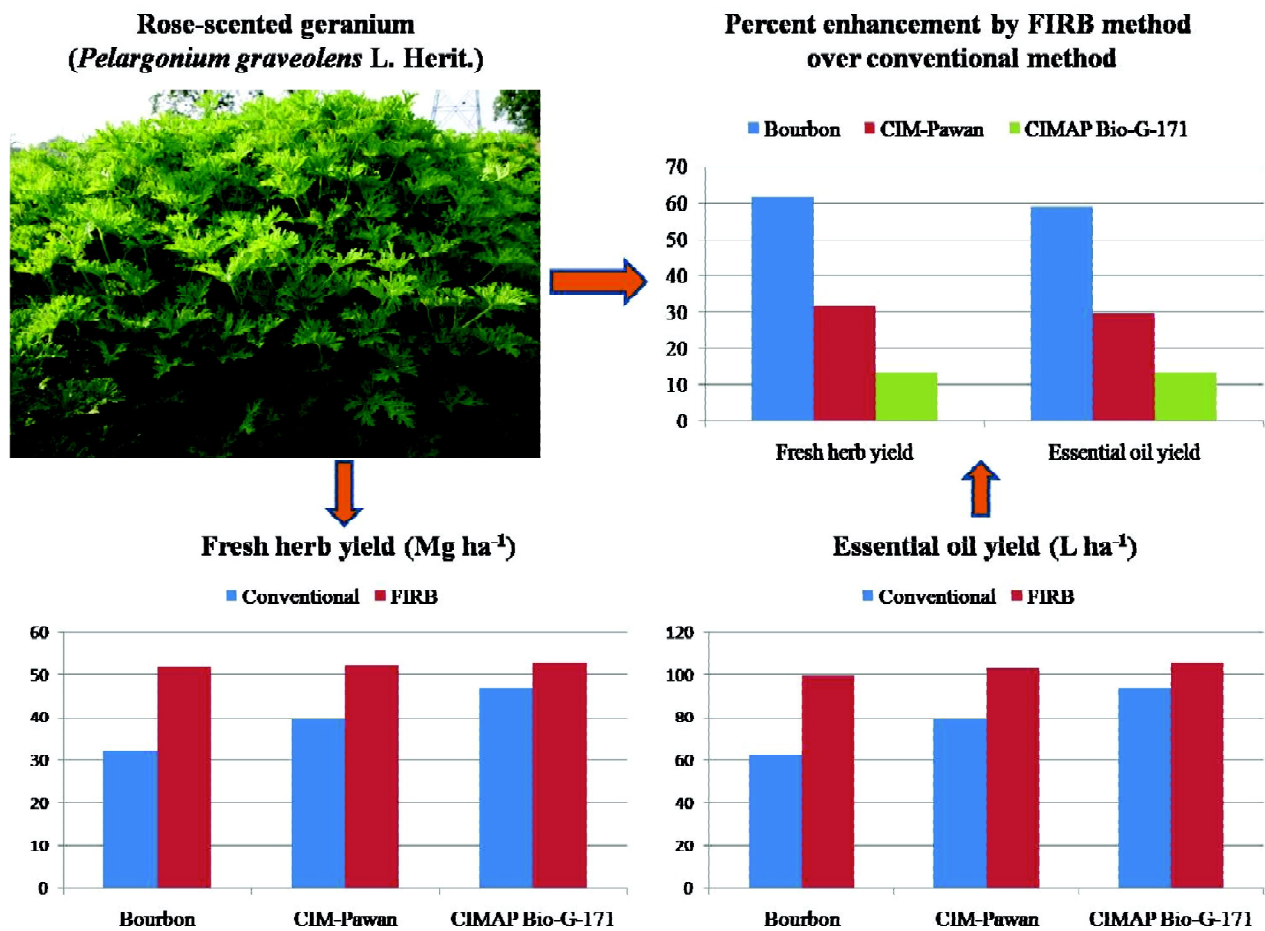 Rose-scented geranium
(Pelargonium graveolens L. Herit.)
Percent enhancement by FIRB method
over conventional method
Bourbon CIM-Pawan CIMAP Bio-G-171
70
60
50
40
30
20
10
0
Fresh herb yield Essential oil yield
Fresh herb yield (Mg ha⁻¹)
Conventional FIRB
60
50
40
30
20
10
0
Bourbon CIM-Pawan CIMAP Bio-G-171
Essential oil yield (L ha⁻¹)
Conventional FIRB
120
100
80
60
40
20
0
Bourbon CIM-Pawan CIMAP Bio-G-171